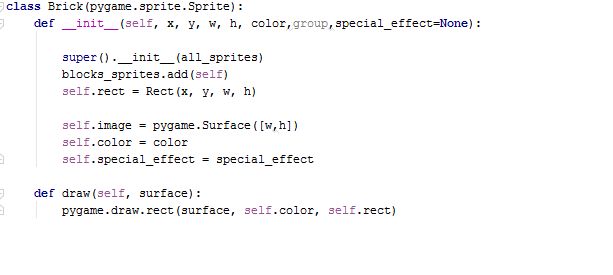 class Brick(pygame.sprite.Sprite):
    def __init__(self, x, y, w, h, color,group,special_effect=None):
        super().__init__(all_sprites)
        blocks_sprites.add(self)
        self.rect = Rect(x, y, w, h)
        self.image = pygame.Surface([w,h])
        self.color = color
        self.special_effect = special_effect
    def draw(self, surface):
        pygame.draw.rect(surface, self.color, self.rect)